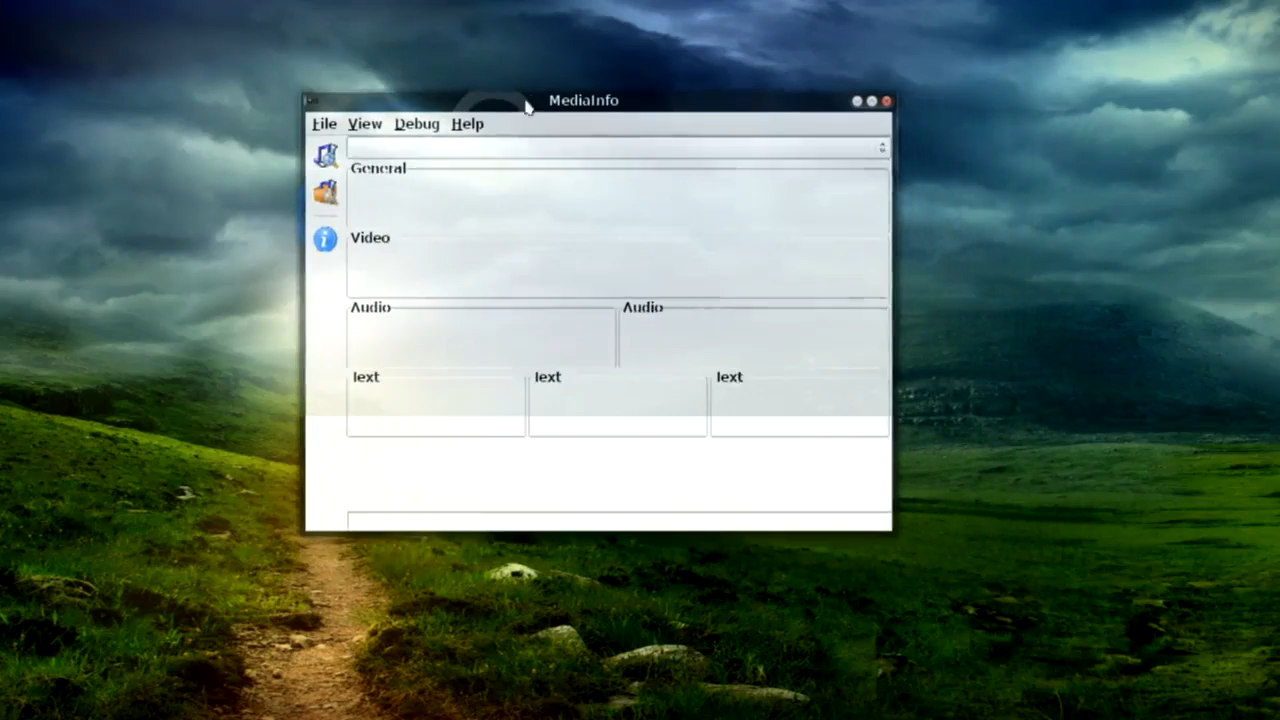 MediaInfo
File View Debug Help
General
Video
Audio Audio
Text Text Text